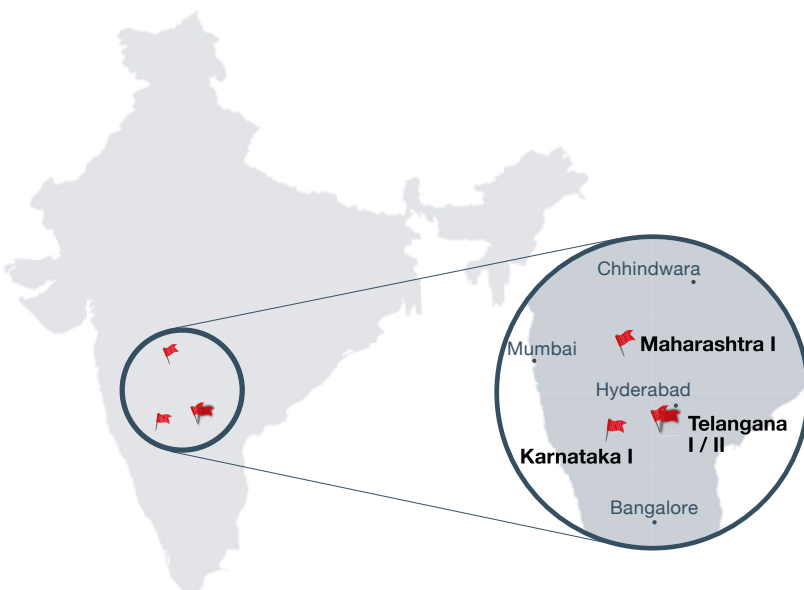 Chhindwara
Mumbai
Maharashtra I
Hyderabad
Telangana
I / II
Karnataka I
Bangalore